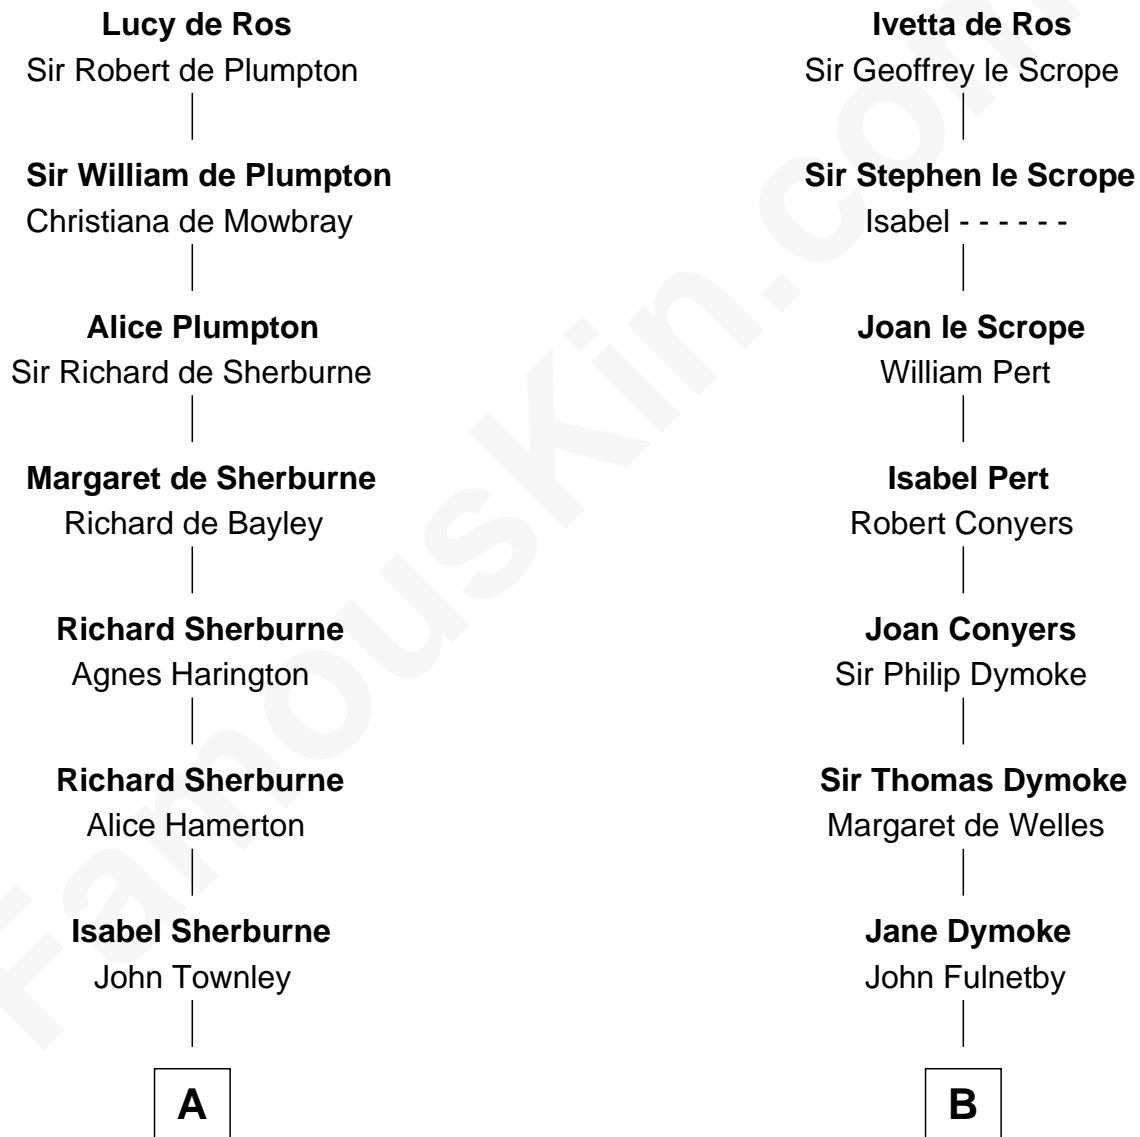 Lucy de Ros
Sir Robert de Plumpton
Sir William de Plumpton
Christiana de Mowbray
Alice Plumpton
Sir Richard de Sherburne
Margaret de Sherburne
Richard de Bayley
Richard Sherburne
Agnes Harington
Richard Sherburne
Alice Hamerton
Isabel Sherburne
John Townley
A
Ivetta de Ros
Sir Geoffrey le Scrope
Sir Stephen le Scrope
Isabel - - - - - -
Joan le Scrope
William Pert
Isabel Pert
Robert Conyers
Joan Conyers
Sir Philip Dymoke
Sir Thomas Dymoke
Margaret de Welles
Jane Dymoke
John Fulnetby
B
FamousKin.com